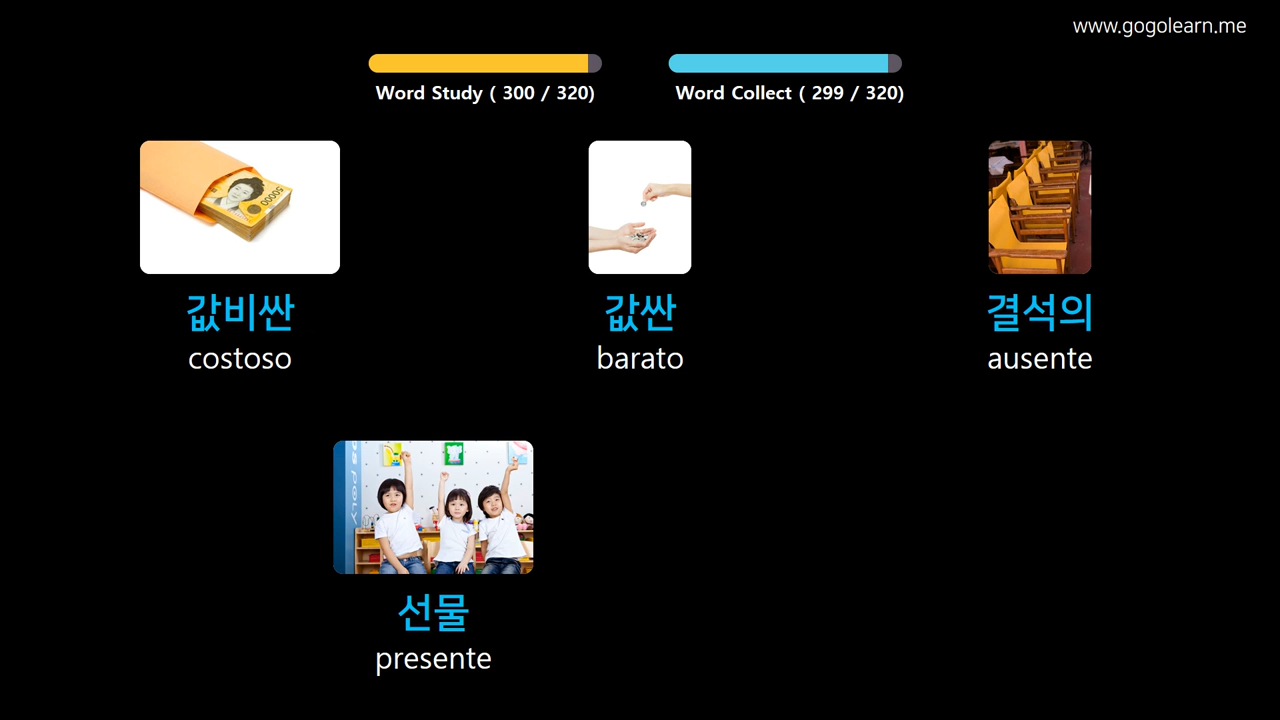 www.gogolearn.me
Word Study ( 300 / 320)
Word Collect ( 299 / 320)
값비싼
costoso
값싼
barato
결석의
ausente
선물
presente
50000